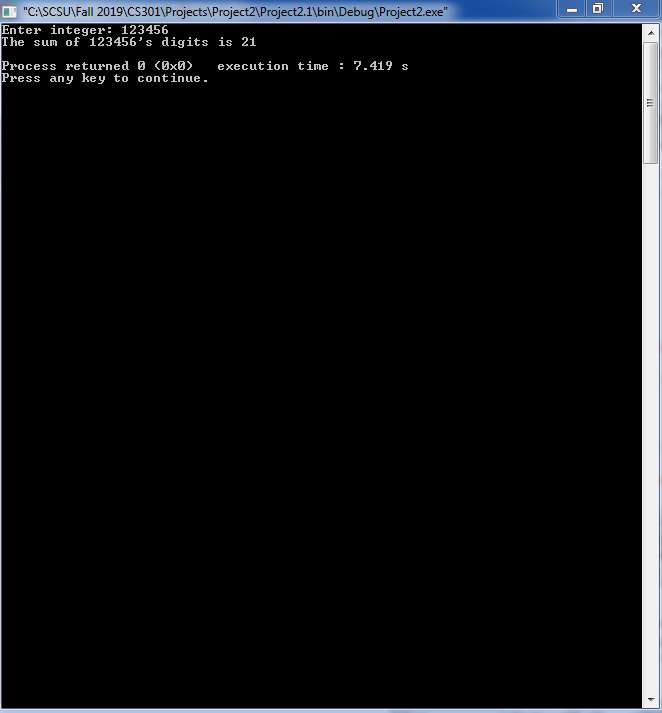 "C:\SCSU\Fall 2019\CS301\Projects\Project2\Project2.1\bin\Debug\Project2.exe"
Enter integer: 123456
The sum of 123456's digits is 21
Process returned 0 (0x0)   execution time : 7.419 s
Press any key to continue.